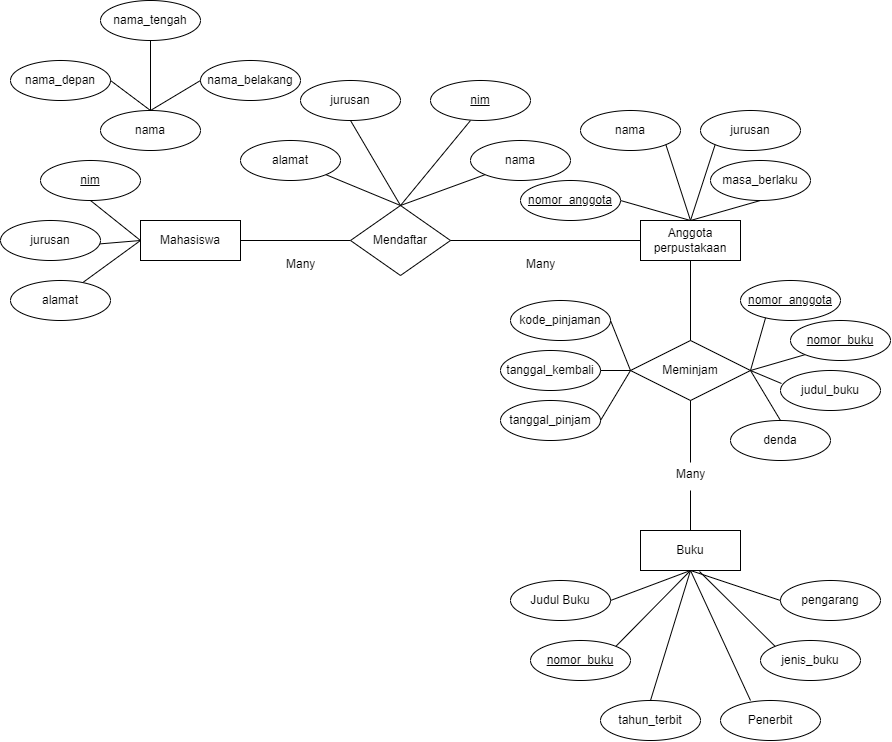 nama_tengah
nama_depan
nama_belakang
nama
nim
jurusan
alamat
Mahasiswa
Many
jurusan
nim
alamat
nama
Mendaftar
Many
nama
jurusan
nomor_anggota
masa_berlaku
Anggota
perpustakaan
kode_pinjaman
tanggal_kembali
tanggal_pinjam
Meminjam
nomor_anggota
nomor_buku
judul_buku
denda
Many
Buku
Judul Buku
pengarang
nomor_buku
jenis_buku
tahun_terbit
Penerbit